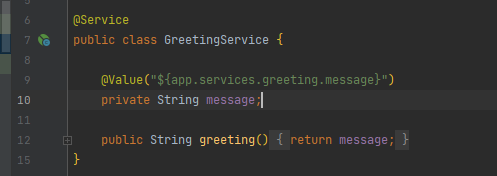 6 @Service
7 public class GreetingService {
8
9 @Value("${app.services.greeting.message}")
10 private String message;
11
12 public String greeting() { return message; }
15 }